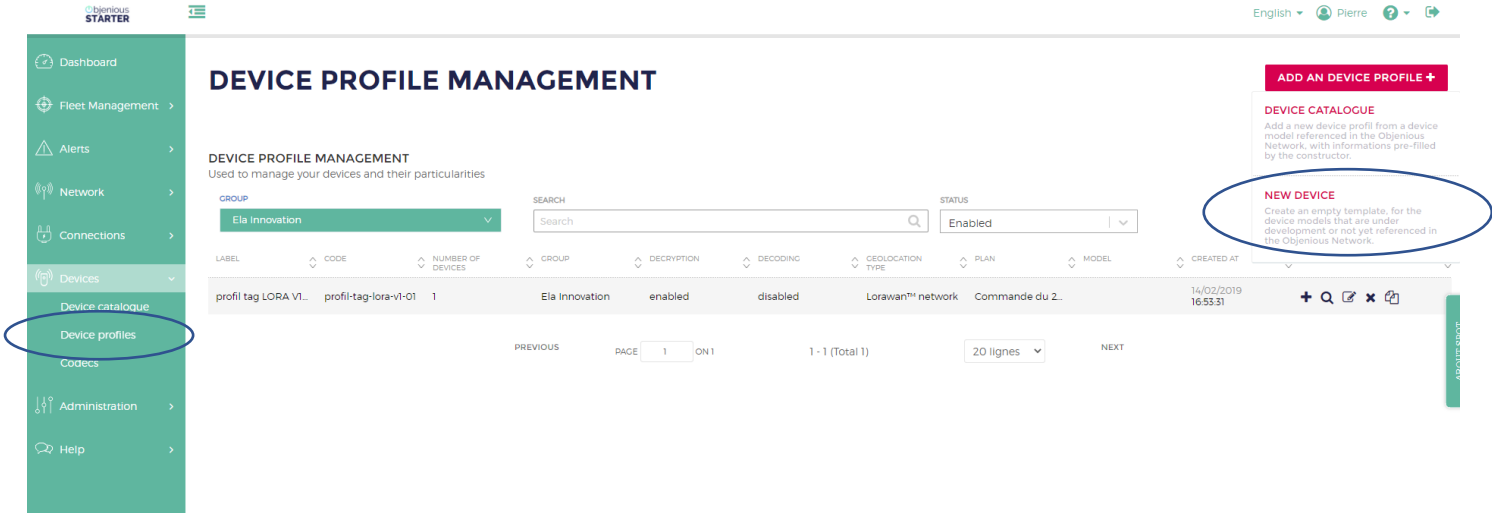 Objenious
STARTER
English
Pierre
Dashboard
Fleet Management
Alerts
Network
Connections
Devices
Device catalogue
Device profiles
Codecs
Administration
Help
DEVICE PROFILE MANAGEMENT
ADD AN DEVICE PROFILE +
DEVICE CATALOGUE
Add a new device profil from a device
model referenced in the Objenious
Network, with informations pre-filled
by the constructor.
NEW DEVICE
Create an empty template, for the
device models that are under
development or not yet referenced in
the Objenious Network.
DEVICE PROFILE MANAGEMENT
Used to manage your devices and their particularities
GROUP
Ela Innovation
SEARCH
Search
STATUS
Enabled
LABEL CODE NUMBER OF DEVICES GROUP DECRYPTION DECODING GEOLOCATION TYPE PLAN MODEL CREATED AT
profil tag LORA V1... profil-tag-lora-v1-01 1 Ela Innovation enabled disabled Lorawan™ network Commande du 2... 14/02/2019 16:53:31
PREVIOUS PAGE 1 ON 1 1 - 1 (Total 1) 20 lignes NEXT
ABOUT SPOT